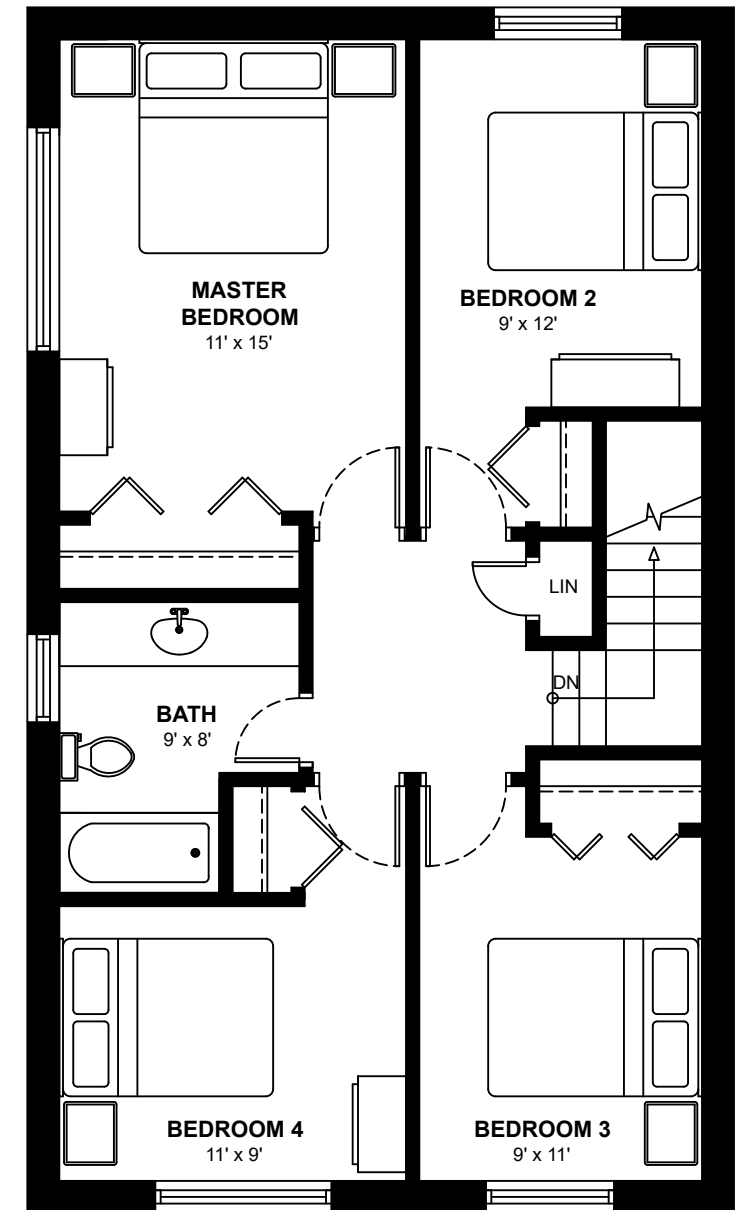 MASTER
BEDROOM
11' x 15'
BEDROOM 2
9' x 12'
LIN
DN
BATH
9' x 8'
BEDROOM 4
11' x 9'
BEDROOM 3
9' x 11'